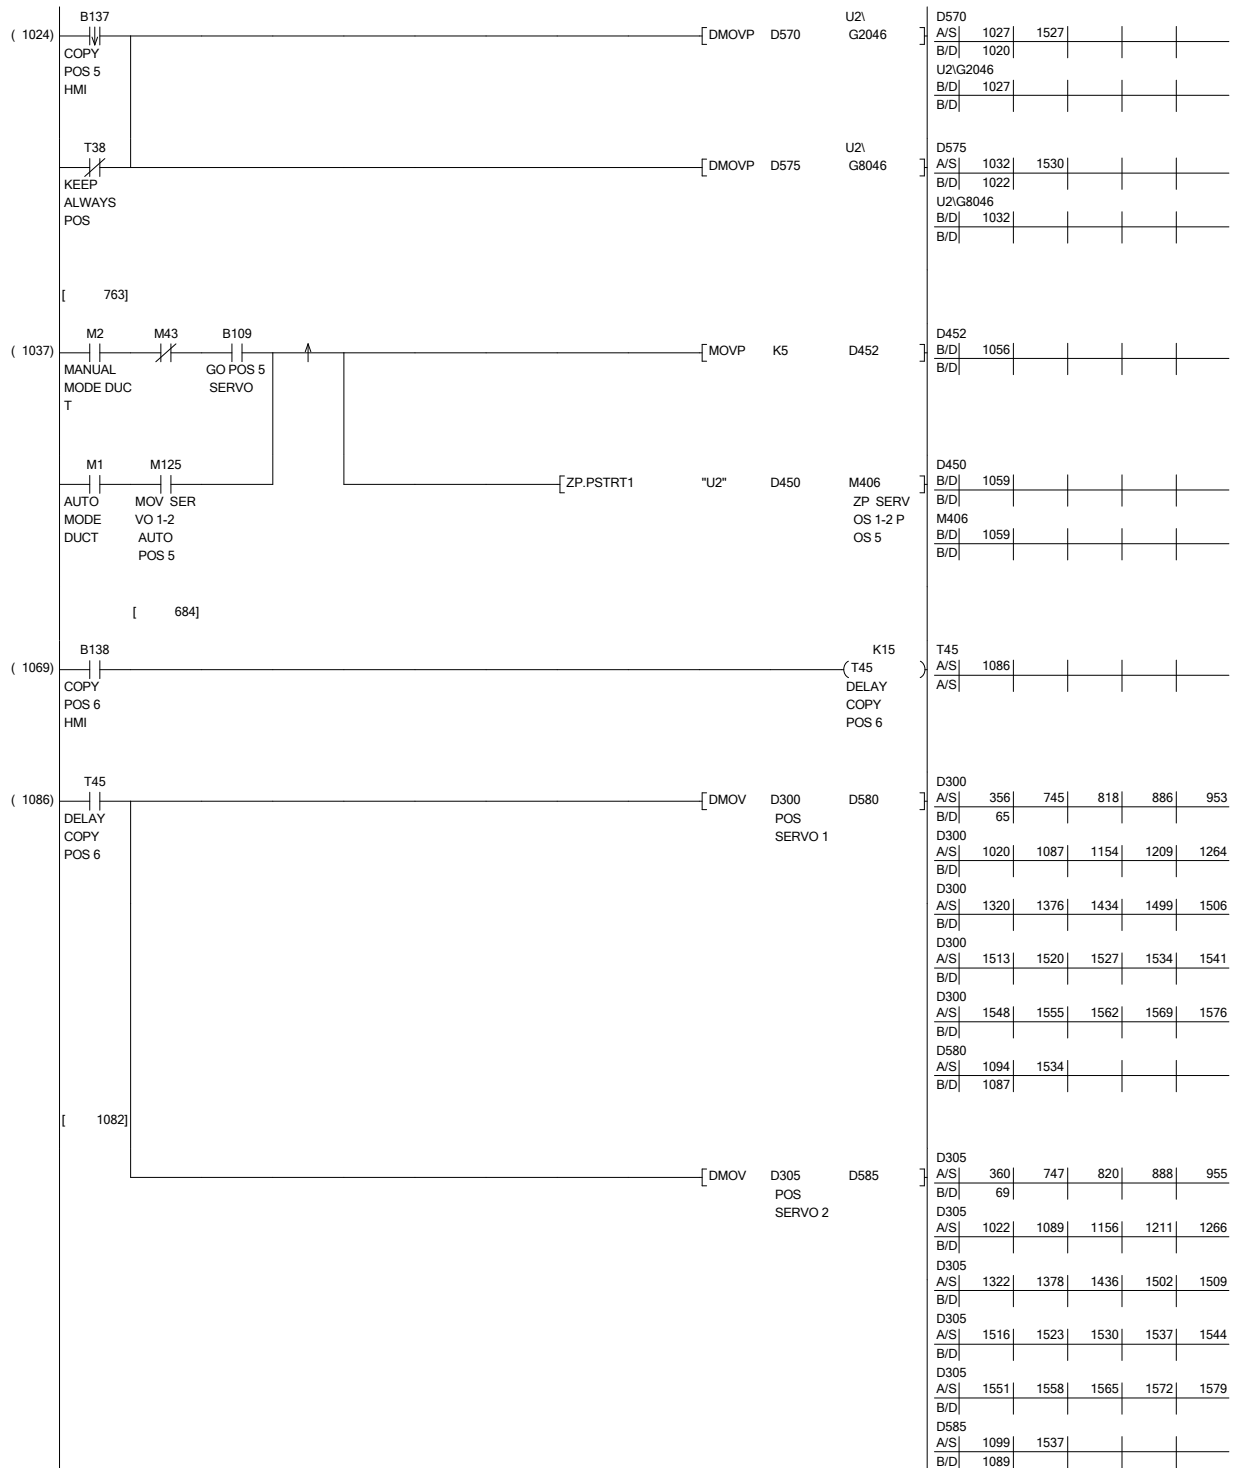 B137 U2\ D570
( 1024) [ DMOVP D570 G2046 ] A/S 1027 1527
COPY B/D 1020
POS 5 U2\G2046
HMI B/D 1027
B/D
T38 U2\ D575
[ DMOVP D575 G8046 ] A/S 1032 1530
KEEP B/D 1022
ALWAYS U2\G8046
POS B/D 1032
B/D
[ 763]
M2 M43 B109 D452
( 1037) [ MOVP K5 D452 ] B/D 1056
MANUAL GO POS 5 B/D
MODE DUC SERVO
T
M1 M125 D450
[ ZP.PSTRT1 "U2" D450 M406 ] B/D 1059
AUTO MOV SER ZP SERV B/D
MODE VO 1-2 OS 1-2 P M406
DUCT AUTO OS 5 B/D 1059
POS 5 B/D
[ 684]
B138 K15 T45
( 1069) ( T45 ) A/S 1086
COPY DELAY A/S
POS 6 COPY
HMI POS 6
T45 D300
( 1086) [ DMOV D300 D580 ] A/S 356 745 818 886 953
DELAY POS B/D 65
COPY SERVO 1 D300
POS 6 A/S 1020 1087 1154 1209 1264
B/D
D300
A/S 1320 1376 1434 1499 1506
B/D
D300
A/S 1513 1520 1527 1534 1541
B/D
D300
A/S 1548 1555 1562 1569 1576
B/D
D580
A/S 1094 1534
B/D 1087
[ 1082]
D305
[ DMOV D305 D585 ] A/S 360 747 820 888 955
POS B/D 69
SERVO 2 D305
A/S 1022 1089 1156 1211 1266
B/D
D305
A/S 1322 1378 1436 1502 1509
B/D
D305
A/S 1516 1523 1530 1537 1544
B/D
D305
A/S 1551 1558 1565 1572 1579
B/D
D585
A/S 1099 1537
B/D 1089